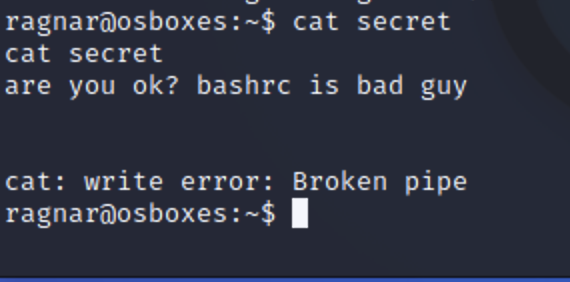 ragnar@osboxes:~$ cat secret
cat secret
are you ok? bashrc is bad guy
cat: write error: Broken pipe
ragnar@osboxes:~$